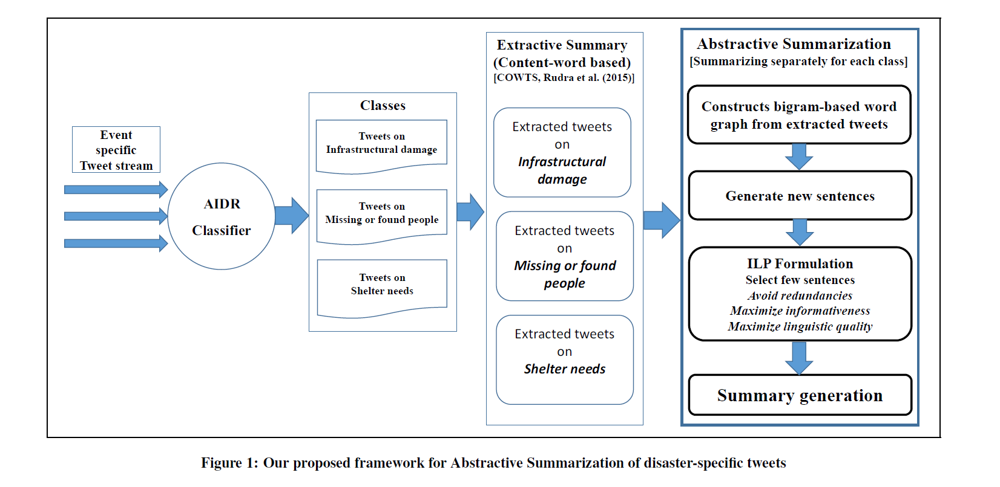 Event
specific
Tweet stream
AIDR
Classifier
Classes
Tweets on
Infrastructural damage
Tweets on
Missing or found people
Tweets on
Shelter needs
Extractive Summary
(Content-word based)
[COWTS, Rudra et al. (2015)]
Extracted tweets
on
Infrastructural
damage
Extracted tweets
on
Missing or found
people
Extracted tweets
on
Shelter needs
Abstractive Summarization
[Summarizing separately for each class]
Constructs bigram-based word
graph from extracted tweets
Generate new sentences
ILP Formulation
Select few sentences
Avoid redundancies
Maximize informativeness
Maximize linguistic quality
Summary generation
Figure 1: Our proposed framework for Abstractive Summarization of disaster-specific tweets